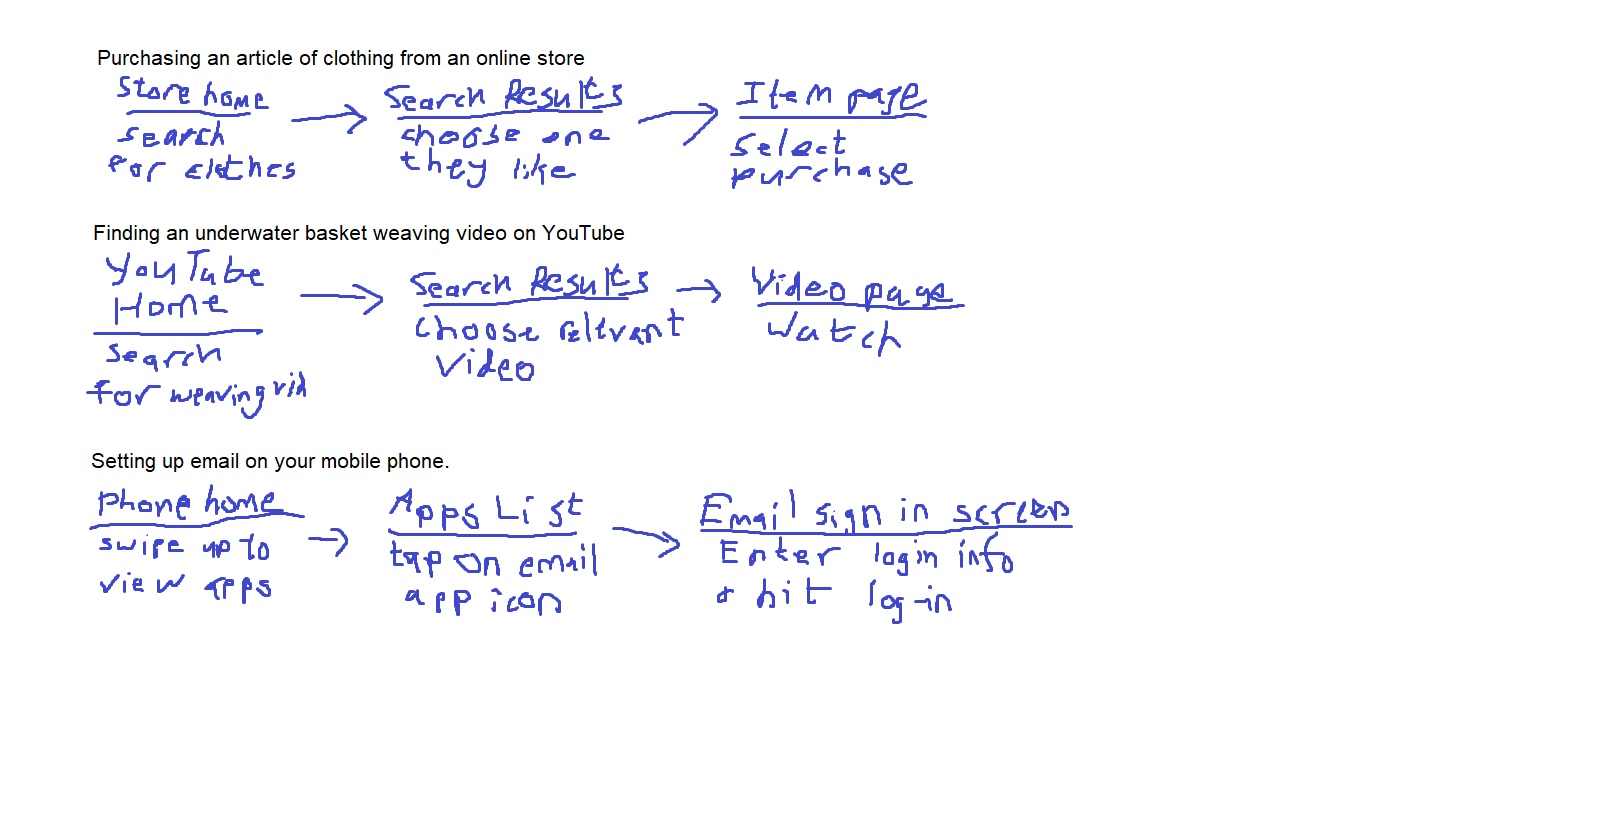 Purchasing an article of clothing from an online store
Store home
search
for clothes
Search Results
choose one
they like
Item page
Select
purchase
Finding an underwater basket weaving video on YouTube
YouTube
Home
search
for weaving vid
Search Results
choose relevant
video
Video page
Watch
Setting up email on your mobile phone.
phone home
swipe up to
view apps
Apps List
tap on email
app icon
Email sign in screen
Enter login info
& hit log-in